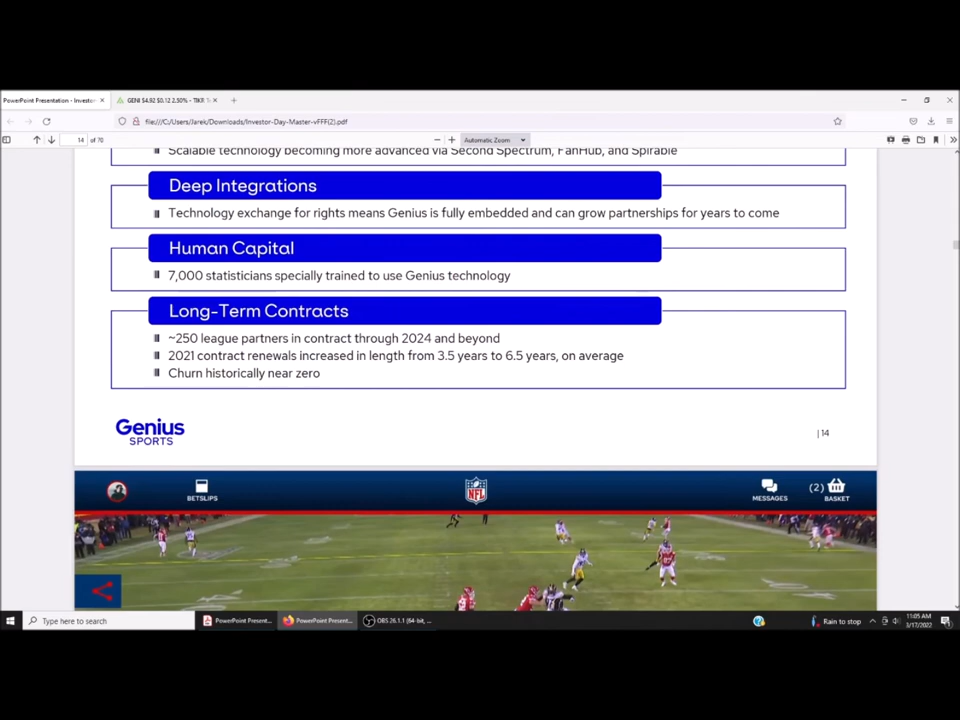 PowerPoint Presentation - Investor-
GENI $4.92 $0.12 2.50% - TIKR T
file:///C:/Users/Jarek/Downloads/Investor-Day-Master-vFFF(2).pdf
14 of 70
Automatic Zoom
Scalable technology becoming more advanced via Second Spectrum, FanHub, and Spirable
Deep Integrations
Technology exchange for rights means Genius is fully embedded and can grow partnerships for years to come
Human Capital
7,000 statisticians specially trained to use Genius technology
Long-Term Contracts
~250 league partners in contract through 2024 and beyond
2021 contract renewals increased in length from 3.5 years to 6.5 years, on average
Churn historically near zero
Genius
SPORTS
| 14
BETSLIPS
NFL
MESSAGES
(2)
BASKET
Type here to search
PowerPoint Present...
PowerPoint Present...
OBS 26.1.1 (64-bit, ...
Rain to stop
11:05 AM
3/17/2022